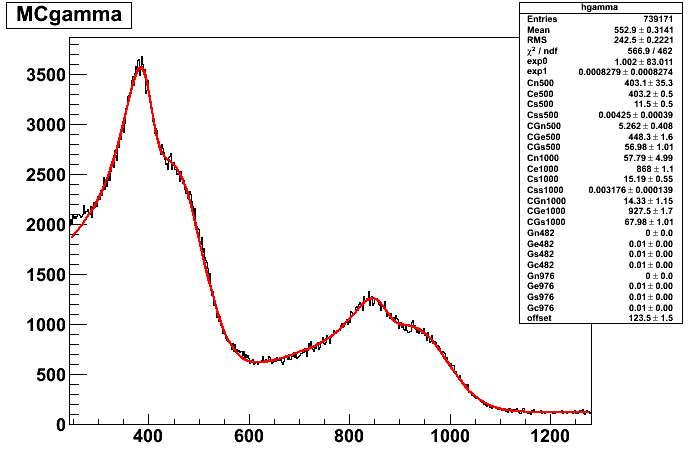 MCgamma
hgamma
Entries 739171
Mean 552.9 ± 0.3141
RMS 242.5 ± 0.2221
χ² / ndf 566.9 / 462
exp0 1.002 ± 83.011
exp1 0.0008279 ± 0.0008274
Cn500 403.1 ± 35.3
Ce500 403.2 ± 0.5
Cs500 11.5 ± 0.5
Css500 0.00425 ± 0.00039
CGn500 5.262 ± 0.408
CGe500 448.3 ± 1.6
CGs500 56.98 ± 1.01
Cn1000 57.79 ± 4.99
Ce1000 868 ± 1.1
Cs1000 15.19 ± 0.55
Css1000 0.003176 ± 0.000139
CGn1000 14.33 ± 1.15
CGe1000 927.5 ± 1.7
CGs1000 67.98 ± 1.01
Gn482 0 ± 0.0
Ge482 0.01 ± 0.00
Gs482 0.01 ± 0.00
Gc482 0.01 ± 0.00
Gn976 0 ± 0.0
Ge976 0.01 ± 0.00
Gs976 0.01 ± 0.00
Gc976 0.01 ± 0.00
offset 123.5 ± 1.5
3500
3000
2500
2000
1500
1000
500
0
400 600 800 1000 1200